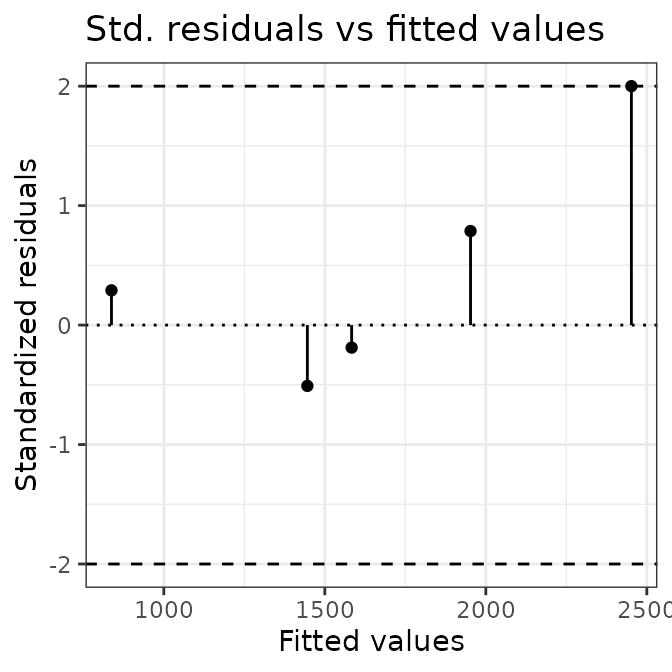 Std. residuals vs fitted values
Standardized residuals
2
1
0
-1
-2
1000 1500 2000 2500
Fitted values